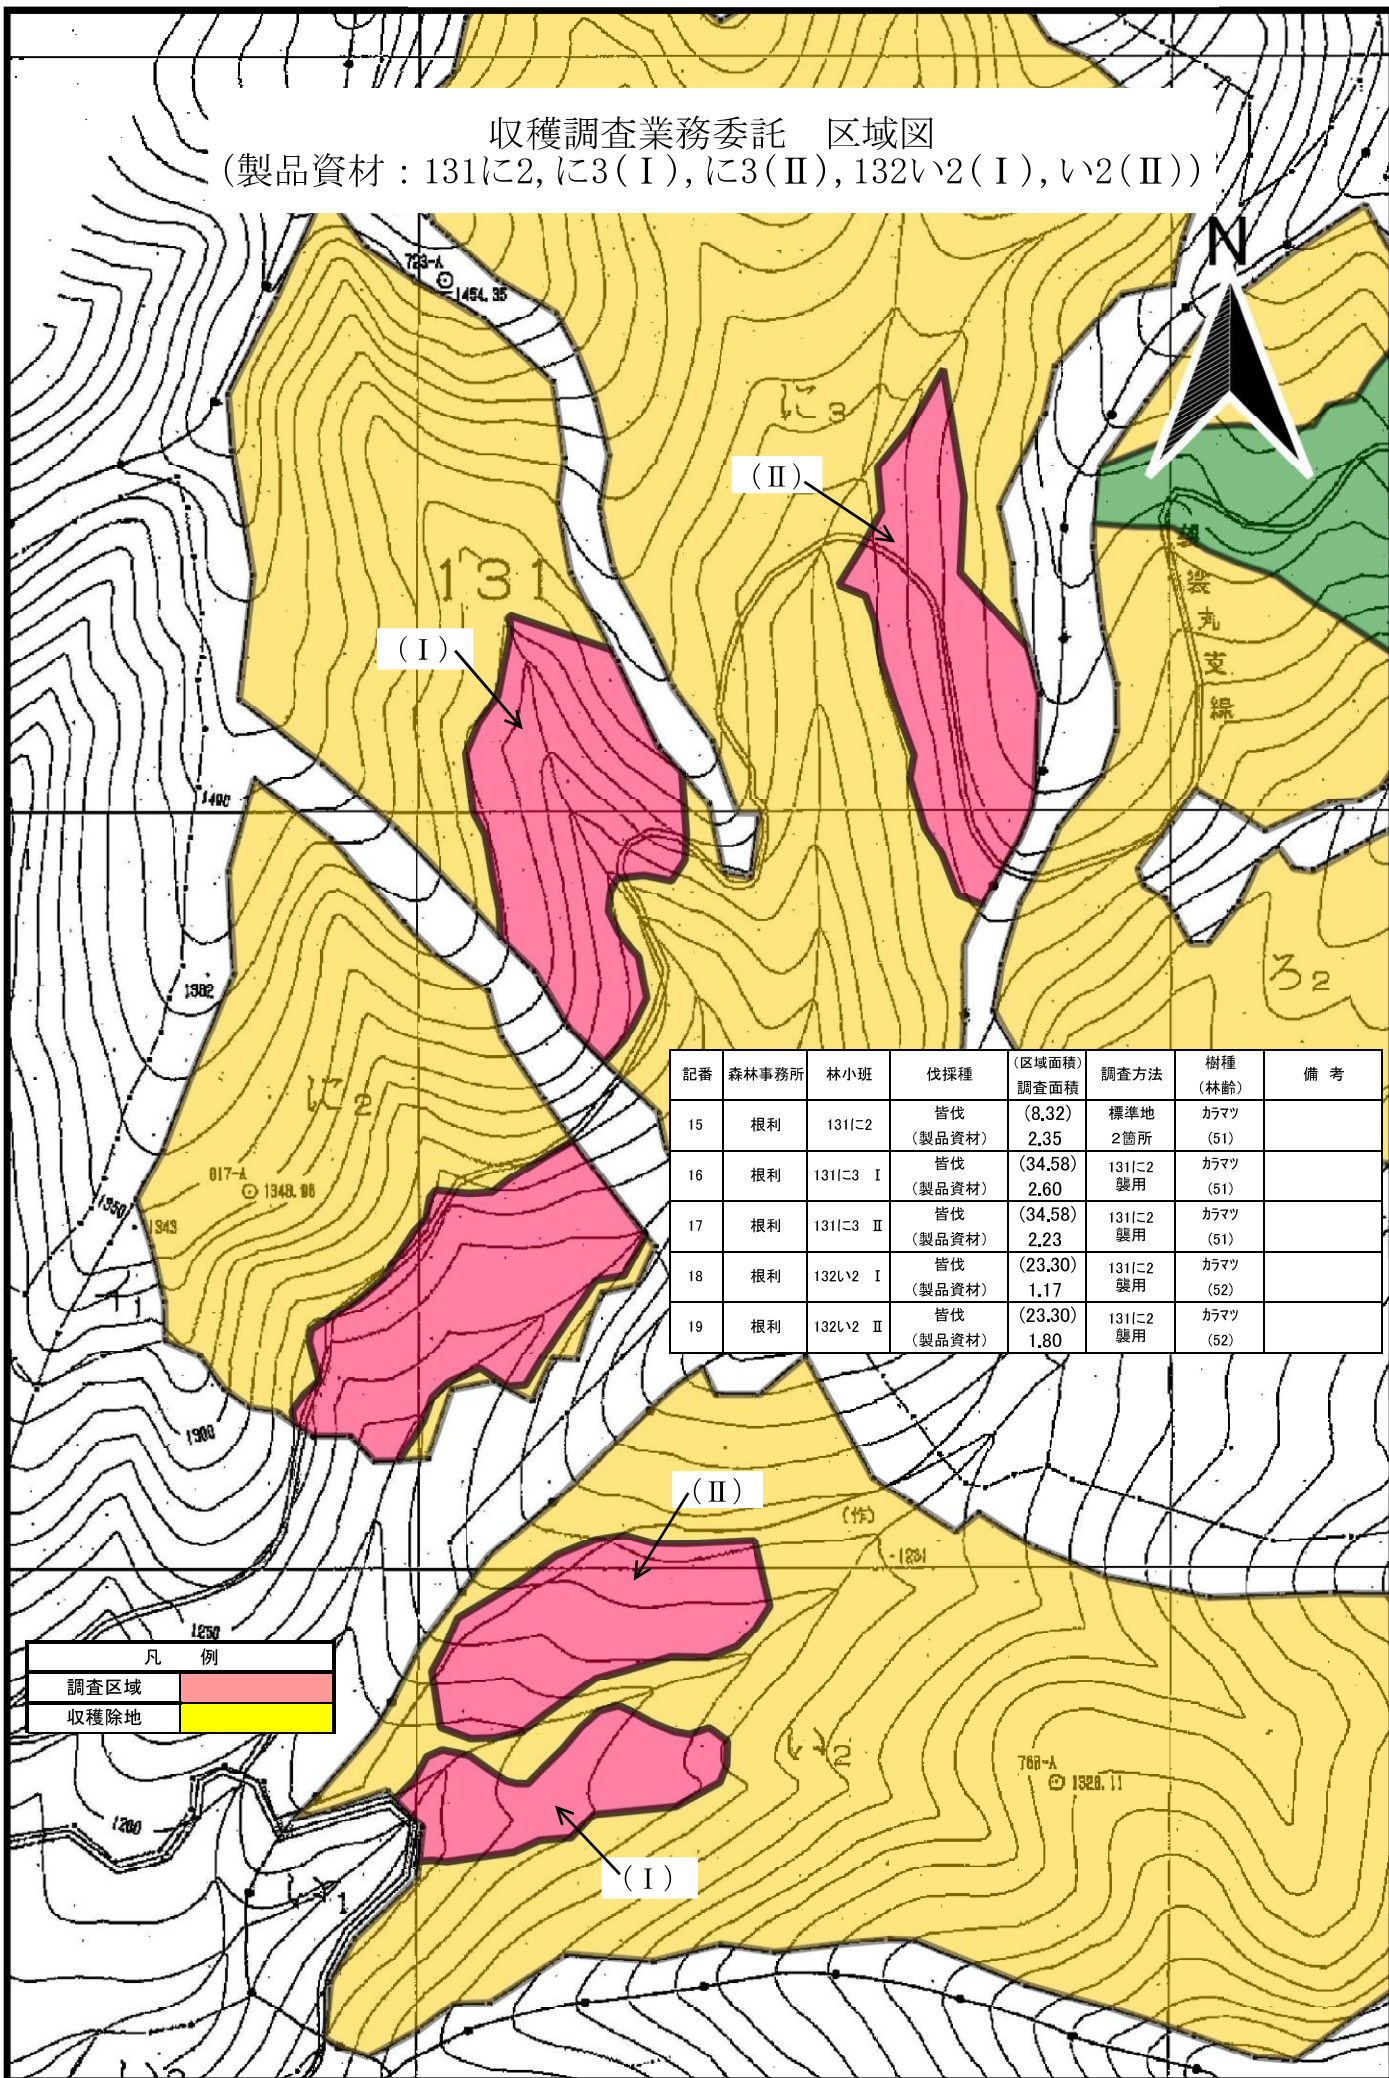 収穫調査業務委託　区域図
(製品資材：131に2, に3(Ⅰ), に3(Ⅱ), 132い2(Ⅰ), い2(Ⅱ))
N
723-A
1454.35
に3
(Ⅱ)
131
(Ⅰ)
丸
支
線
1400
1382
ろ2
に2
817-A
1348.98
1350
1343
1300
記番 森林事務所 林小班 伐採種 (区域面積) 調査面積 調査方法 樹種 (林齢) 備 考
15 根利 131に2 皆伐 (製品資材) (8.32) 2.35 標準地 2箇所 カラマツ (51)
16 根利 131に3 Ⅰ 皆伐 (製品資材) (34.58) 2.60 131に2 襲用 カラマツ (51)
17 根利 131に3 Ⅱ 皆伐 (製品資材) (34.58) 2.23 131に2 襲用 カラマツ (51)
18 根利 132い2 Ⅰ 皆伐 (製品資材) (23.30) 1.17 131に2 襲用 カラマツ (52)
19 根利 132い2 Ⅱ 皆伐 (製品資材) (23.30) 1.80 131に2 襲用 カラマツ (52)
(Ⅱ)
(作)
1231
1250
凡　例
調査区域
収穫除地
い2
768-A
1328.11
1200
(Ⅰ)
い1